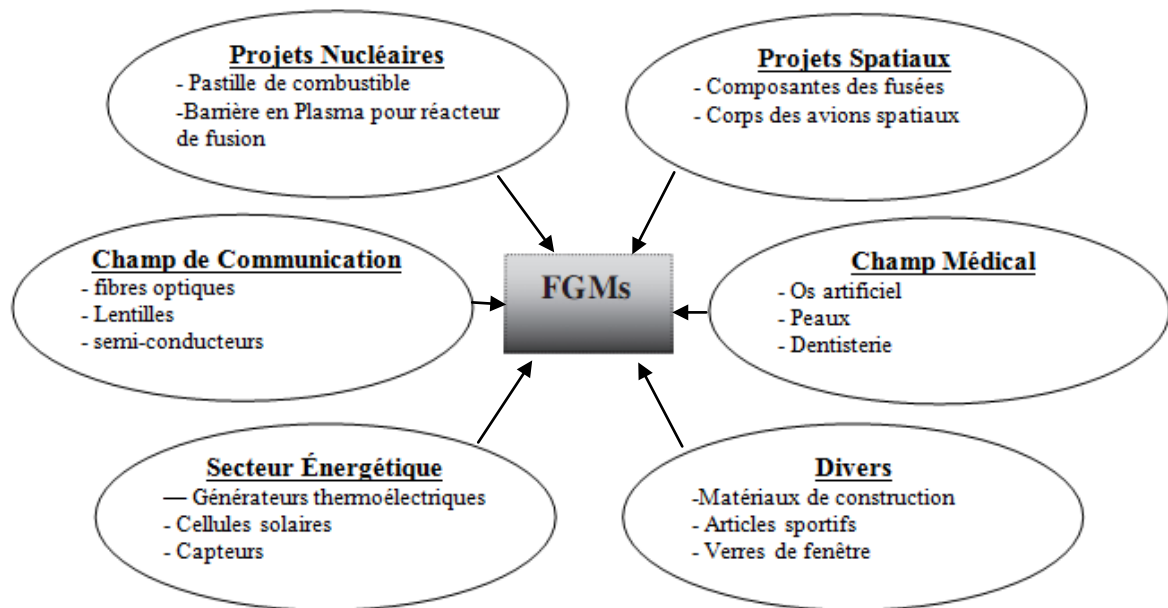 Projets Nucléaires
- Pastille de combustible
-Barrière en Plasma pour réacteur
de fusion
Projets Spatiaux
- Composantes des fusées
- Corps des avions spatiaux
Champ de Communication
- fibres optiques
- Lentilles
- semi-conducteurs
FGMs
Champ Médical
- Os artificiel
- Peaux
- Dentisterie
Secteur Énergétique
— Générateurs thermoélectriques
- Cellules solaires
- Capteurs
Divers
-Matériaux de construction
- Articles sportifs
- Verres de fenêtre